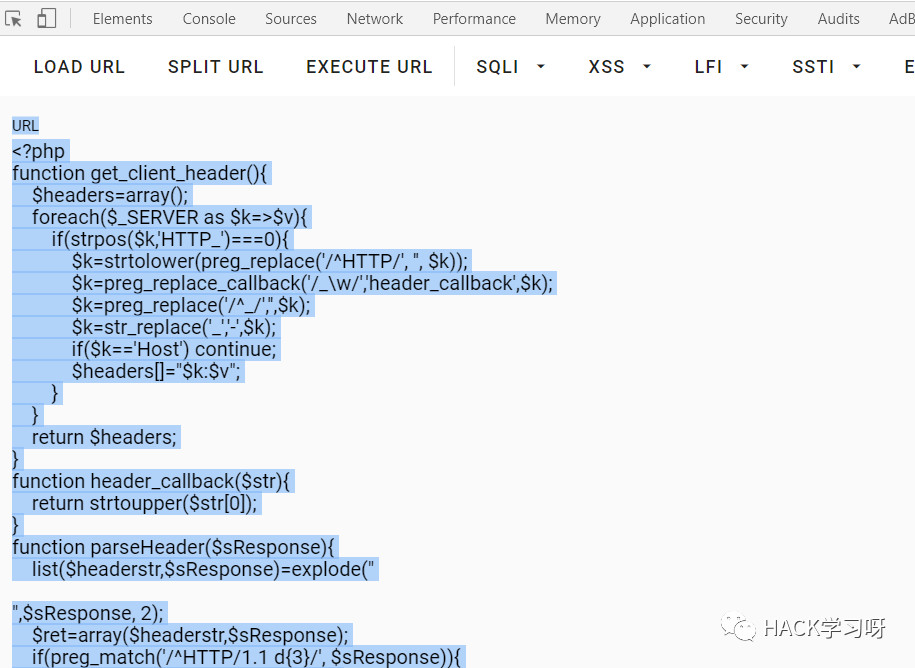 Elements Console Sources Network Performance Memory Application Security Audits AdB
LOAD URL SPLIT URL EXECUTE URL SQLI XSS LFI SSTI E
URL
<?php
function get_client_header(){
    $headers=array();
    foreach($_SERVER as $k=>$v){
        if(strpos($k,'HTTP_')===0){
            $k=strtolower(preg_replace('/^HTTP/', '', $k));
            $k=preg_replace_callback('/_\w/','header_callback',$k);
            $k=preg_replace('/^_/','',$k);
            $k=str_replace('_','-',$k);
            if($k=='Host') continue;
            $headers[]="$k:$v";
        }
    }
    return $headers;
}
function header_callback($str){
    return strtoupper($str[0]);
}
function parseHeader($sResponse){
    list($headerstr,$sResponse)=explode("
",$sResponse, 2);
    $ret=array($headerstr,$sResponse);
    if(preg_match('/^HTTP/1.1 d{3}/', $sResponse)){
HACK学习呀